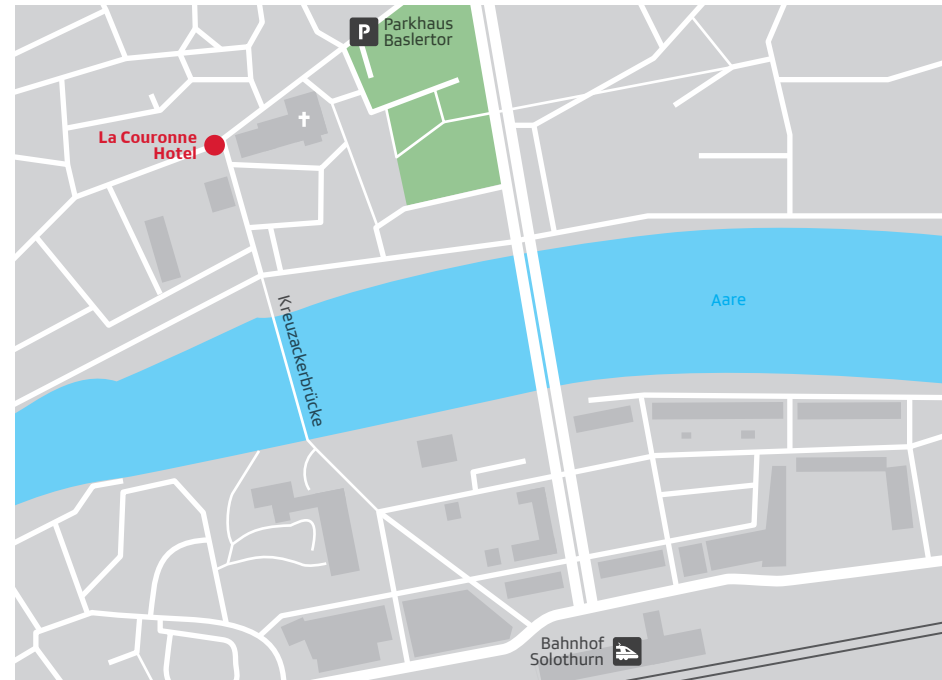 P
Parkhaus
Baslertor
La Couronne
Hotel
Aare
Kreuzackerbrücke
Bahnhof
Solothurn